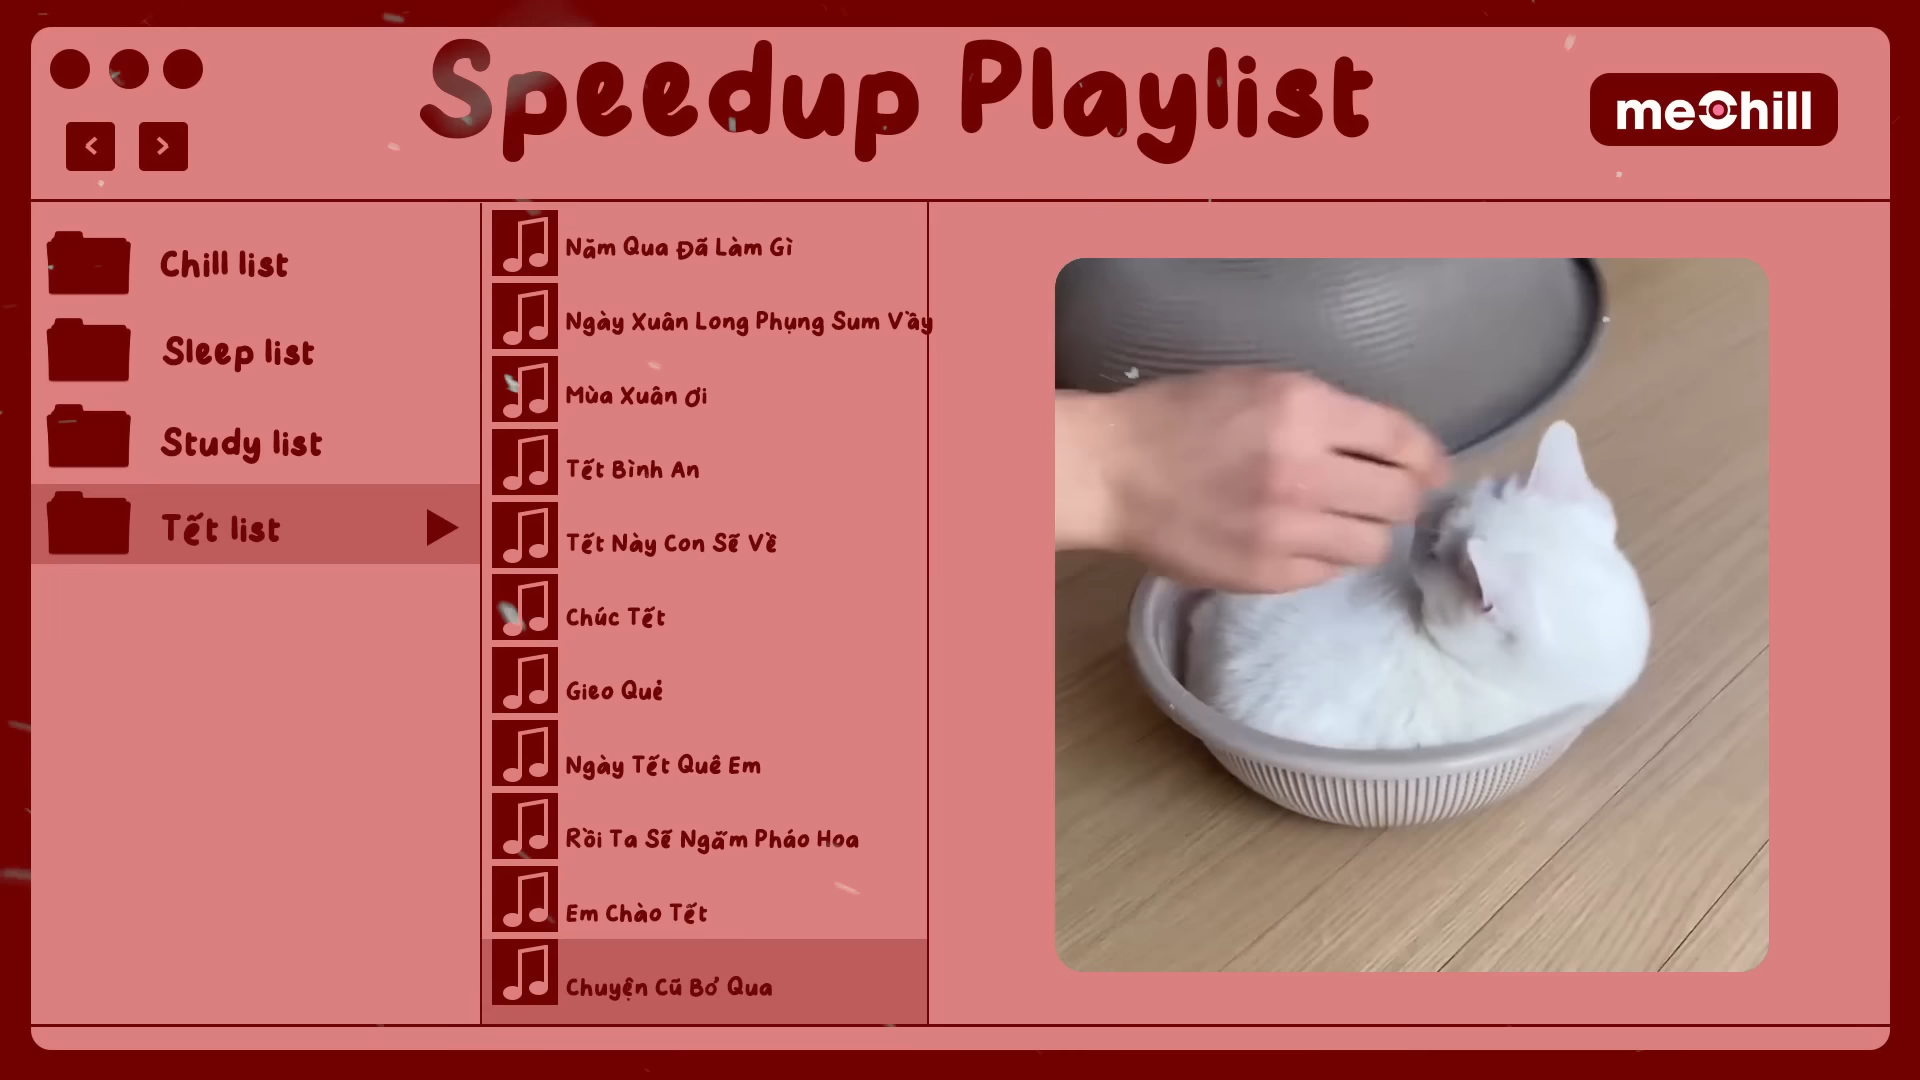 Speedup Playlist
meChill
Chill list
Sleep list
Study list
Tết list
Năm Qua Đã Làm Gì
Ngày Xuân Long Phụng Sum Vầy
Mùa Xuân ơi
Tết Bình An
Tết Này Con Sẽ Về
Chúc Tết
Gieo Quẻ
Ngày Tết Quê Em
Rồi Ta Sẽ Ngắm Pháo Hoa
Em Chào Tết
Chuyện Cũ Bỏ Qua